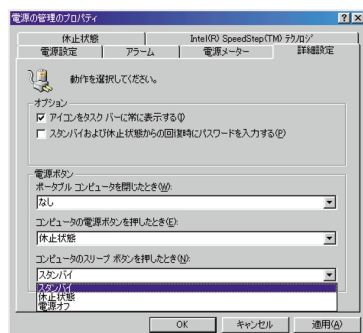 電源の管理のプロパティ
休止状態
Intel(R) SpeedStep(TM) テクノロジ
電源設定
アラーム
電源メーター
詳細設定
動作を選択してください。
オプション
アイコンをタスク バーに常に表示する(I)
スタンバイおよび休止状態からの回復時にパスワードを入力する(P)
電源ボタン
ポータブル コンピュータを閉じたとき(W):
なし
コンピュータの電源ボタンを押したとき(E):
休止状態
コンピュータのスリープ ボタンを押したとき(N):
スタンバイ
スタンバイ
休止状態
電源オフ
OK
キャンセル
適用(A)